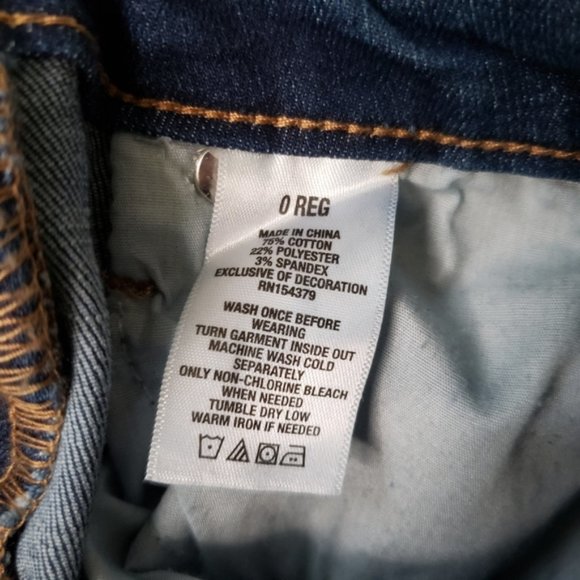 0 REG
MADE IN CHINA
75% COTTON
22% POLYESTER
3% SPANDEX
EXCLUSIVE OF DECORATION
RN154379
WASH ONCE BEFORE
WEARING
TURN GARMENT INSIDE OUT
MACHINE WASH COLD
SEPARATELY
ONLY NON-CHLORINE BLEACH
WHEN NEEDED
TUMBLE DRY LOW
WARM IRON IF NEEDED